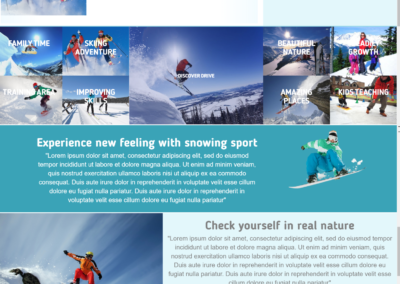 FAMILY TIME
SKIING
ADVENTURE
DISCOVER DRIVE
BEAUTIFUL
NATURE
GROWTH
TRAINING AREA
IMPROVING
SKILLS
AMAZING
PLACES
KIDS TEACHING
Experience new feeling with snowing sport
"Lorem ipsum dolor sit amet, consectetur adipiscing elit, sed do eiusmod
tempor incididunt ut labore et dolore magna aliqua. Ut enim ad minim veniam,
quis nostrud exercitation ullamco laboris nisi ut aliquip ex ea commodo
consequat. Duis aute irure dolor in reprehenderit in voluptate velit esse cillum
dolore eu fugiat nulla pariatur. Duis aute irure dolor in reprehenderit in
voluptate velit esse cillum dolore eu fugiat nulla pariatur"
Check yourself in real nature
"Lorem ipsum dolor sit amet, consectetur adipiscing elit, sed do eiusmod
tempor incididunt ut labore et dolore magna aliqua. Ut enim ad minim
veniam, quis nostrud exercitation ullamco laboris nisi ut aliquip ex ea
commodo consequat. Duis aute irure dolor in reprehenderit in voluptate
velit esse cillum dolore eu fugiat nulla pariatur. Duis aute irure dolor in
reprehenderit in voluptate velit esse cillum dolore eu fugiat
nulla pariatur"